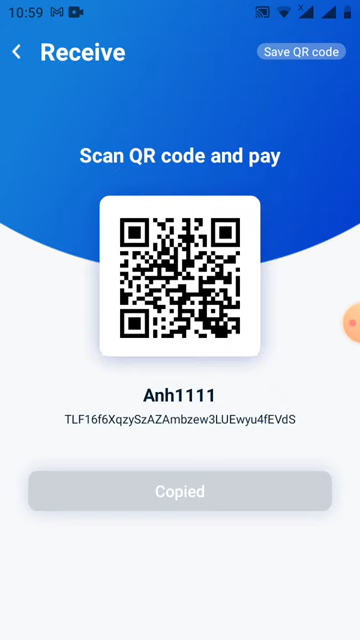 10:59
Receive
Save QR code
Scan QR code and pay
Anh1111
TLF16f6XqzySzAZAmbzew3LUEwyu4fEVdS
Copied